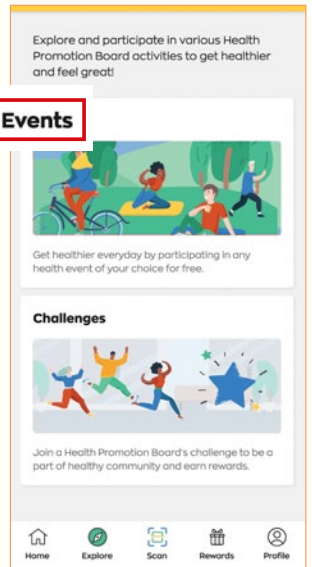 Explore and participate in various Health
Promotion Board activities to get healthier
and feel great!
Events
Get healthier everyday by participating in any
health event of your choice for free.
Challenges
Join a Health Promotion Board's challenge to be a
part of healthy community and earn rewards.
Home Explore Scan Rewards Profile